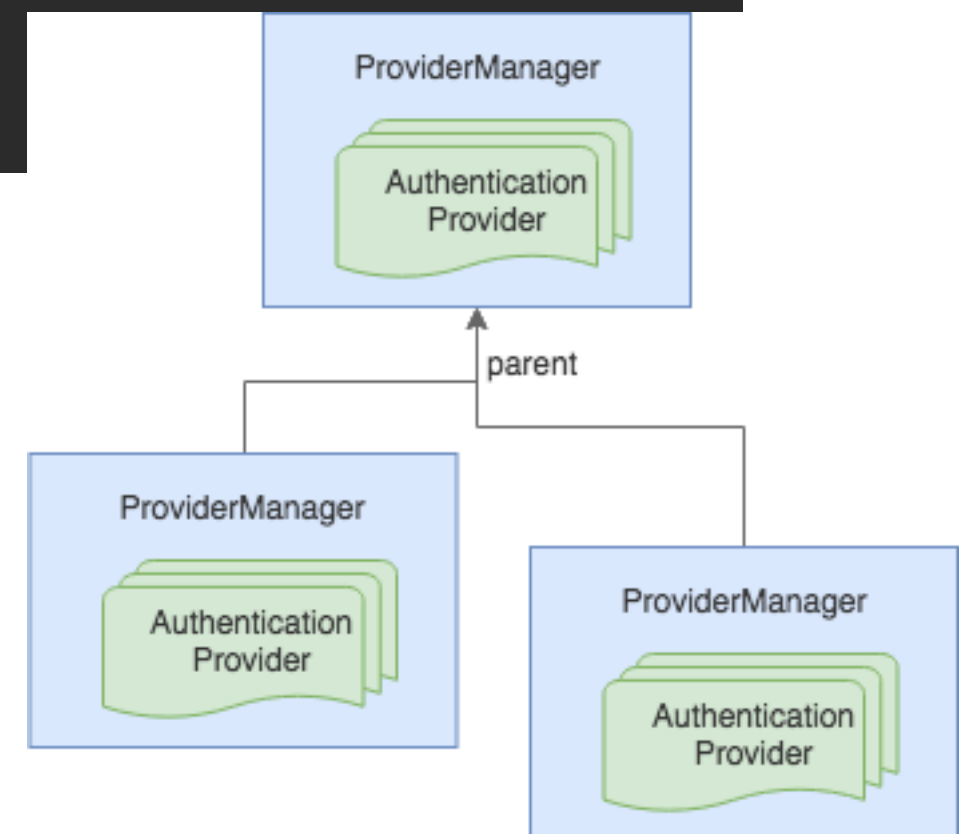 ProviderManager
Authentication
Provider
parent
ProviderManager
Authentication
Provider
ProviderManager
Authentication
Provider